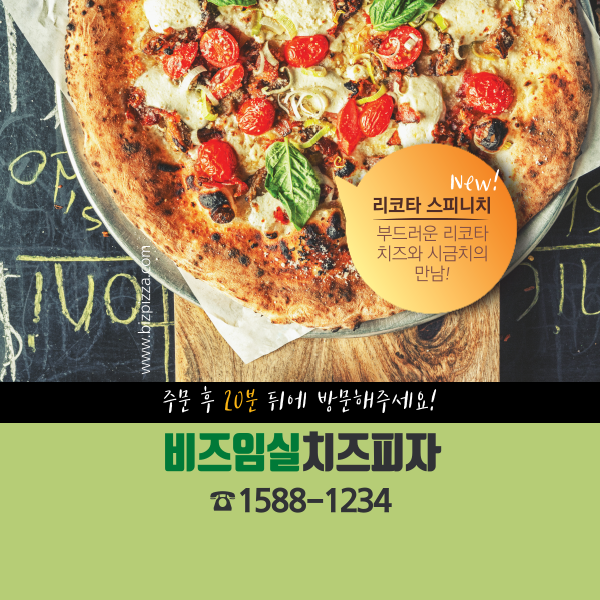 New!
리코타 스피니치
부드러운 리코타
치즈와 시금치의
만남!
www.bizpizza.com
주문 후 20분 뒤에 방문해주세요!
비즈임실치즈피자
☎1588-1234